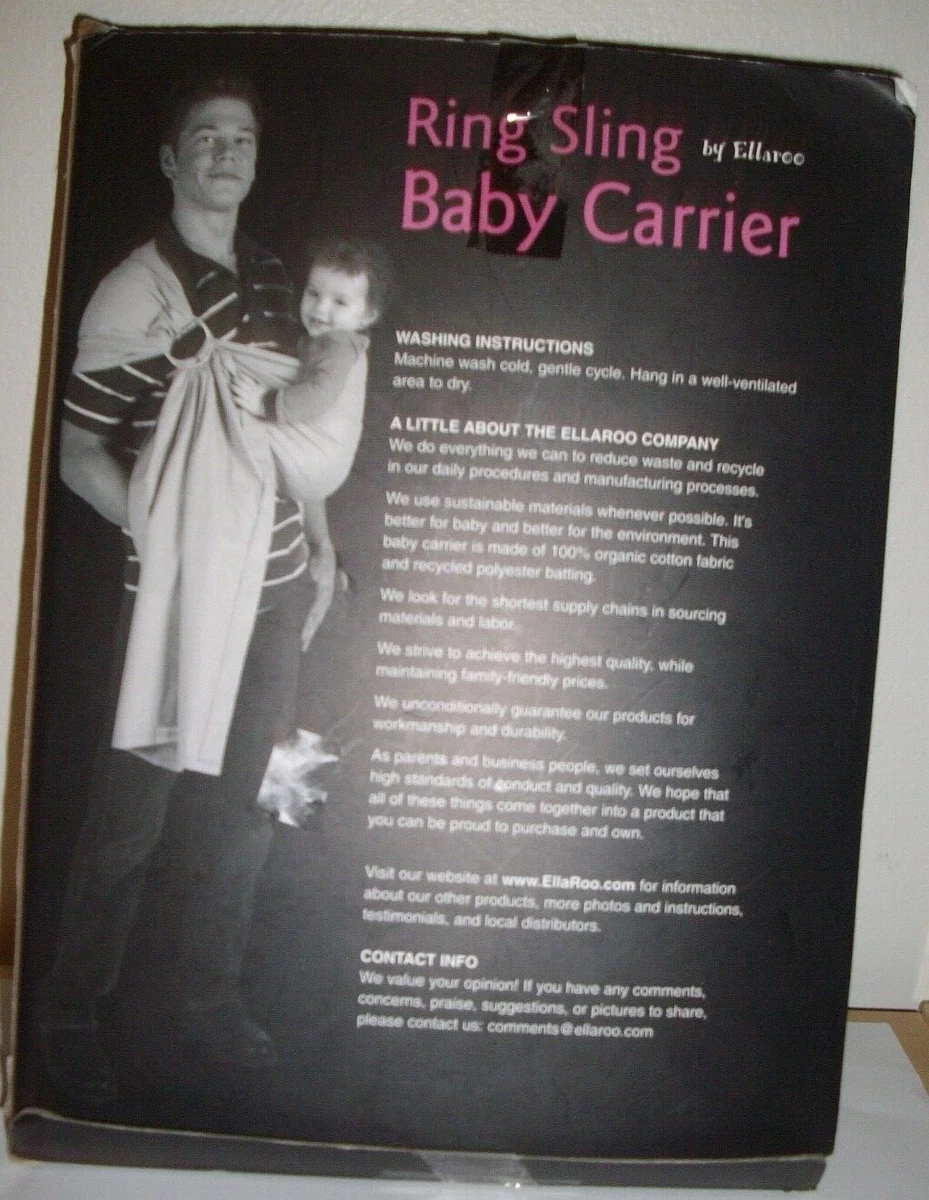 Ring Sling by Ellaroo
Baby Carrier
WASHING INSTRUCTIONS
Machine wash cold, gentle cycle. Hang in a well-ventilated
area to dry.
A LITTLE ABOUT THE ELLAROO COMPANY
We do everything we can to reduce waste and recycle
in our daily procedures and manufacturing processes.
We use sustainable materials whenever possible. It's
better for baby and better for the environment. This
baby carrier is made of 100% organic cotton fabric
and recycled polyester batting.
We look for the shortest supply chains in sourcing
materials and labor.
We strive to achieve the highest quality, while
maintaining family-friendly prices.
We unconditionally guarantee our products for
workmanship and durability.
As parents and business people, we set ourselves
high standards of conduct and quality. We hope that
all of these things come together into a product that
you can be proud to purchase and own.
Visit our website at www.EllaRoo.com for information
about our other products, more photos and instructions,
testimonials, and local distributors.
CONTACT INFO
We value your opinion! If you have any comments,
concerns, praise, suggestions, or pictures to share,
please contact us: comments@ellaroo.com